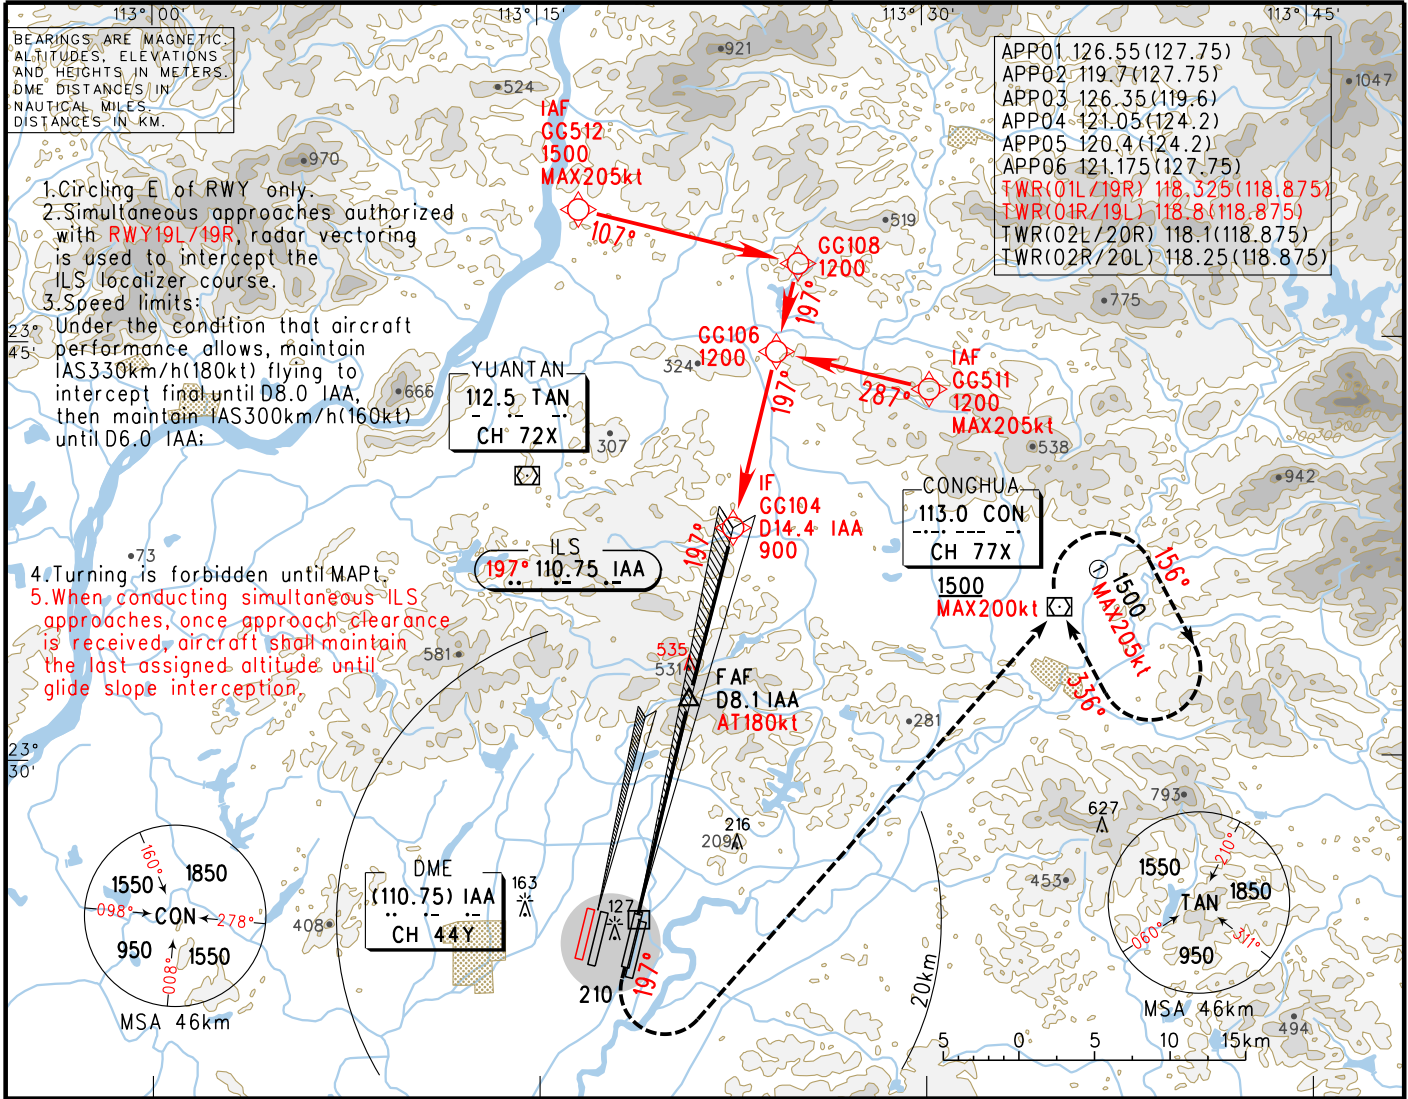 113° 00'
113° 15'
113° 30'
113° 45'
BEARINGS ARE MAGNETIC.
ALTITUDES, ELEVATIONS
AND HEIGHTS IN METERS.
DME DISTANCES IN
NAUTICAL MILES.
DISTANCES IN KM.
APP01 126.55(127.75)
APP02 119.7(127.75)
APP03 126.35(119.6)
APP04 121.05(124.2)
APP05 120.4(124.2)
APP06 121.175(127.75)
TWR(01L/19R) 118.325(118.875)
TWR(01R/19L) 118.8(118.875)
TWR(02L/20R) 118.1(118.875)
TWR(02R/20L) 118.25(118.875)
921
524
1047
970
519
775
IAF
GG512
1500
MAX205kt
107°
GG108
1200
197°
1.Circling E of RWY only.
2.Simultaneous approaches authorized
with RWY19L/19R, radar vectoring
is used to intercept the
ILS localizer course.
3.Speed limits:
Under the condition that aircraft
performance allows, maintain
IAS330km/h(180kt) flying to
intercept final until D8.0 IAA,
then maintain IAS300km/h(160kt)
until D6.0 IAA;
23°
45'
GG106
1200
324
197°
287°
IAF
GG511
1200
MAX205kt
666
YUANTAN
112.5 TAN
CH 72X
307
538
942
CONGHUA
113.0 CON
CH 77X
1500
MAX200kt
IF
GG104
D14.4 IAA
900
197°
ILS
197° 110.75 IAA
73
4.Turning is forbidden until MAPt.
5.When conducting simultaneous ILS
approaches, once approach clearance
is received, aircraft shall maintain
the last assigned altitude until
glide slope interception.
581
1
1500
MAX205kt
156°
336°
535
531
FAF
D8.1 IAA
AT180kt
281
23°
30'
216
209
793
627
453
494
160°
1850
1550
098°
CON
278°
950
1550
008°
MSA 46km
408
DME
(110.75) IAA
CH 44Y
163
127
210
197°
20km
210°
1550
1850
TAN
060°
311°
950
MSA 46km
5 0 5 10 15km